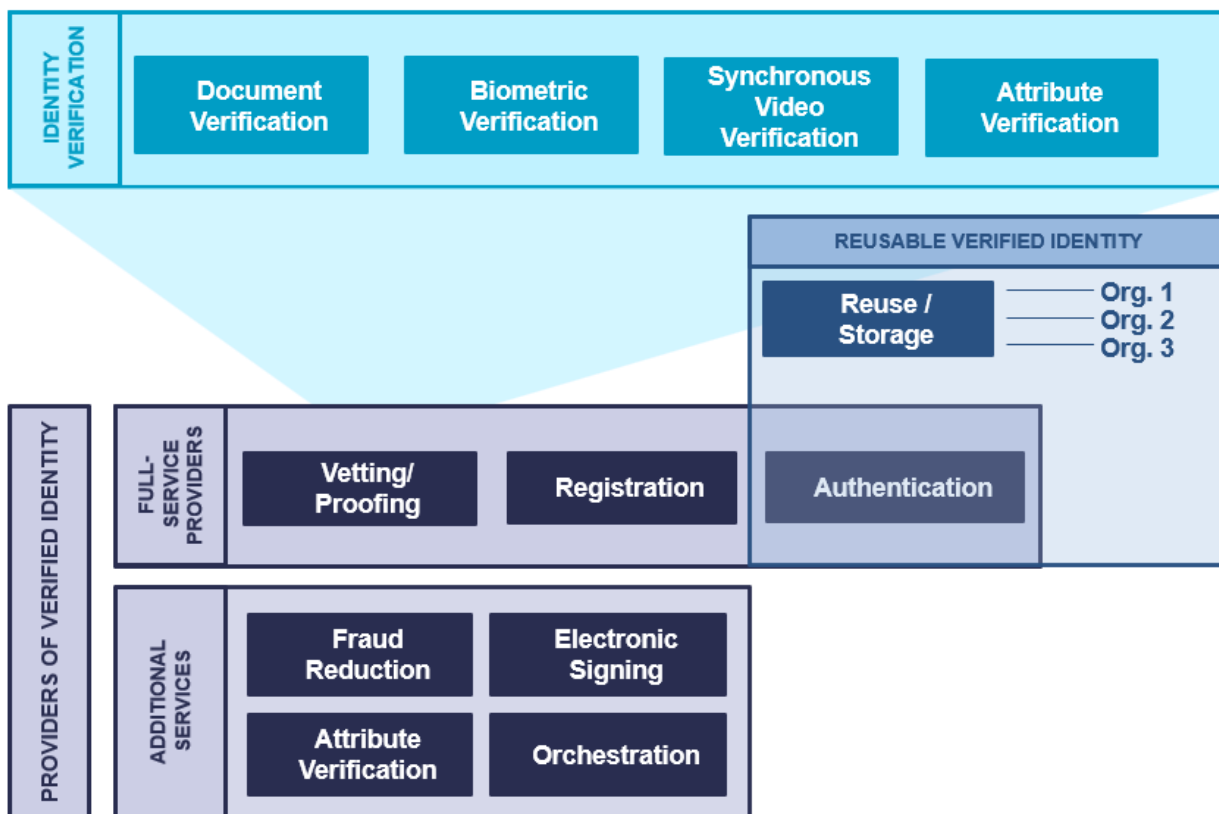 IDENTITY
VERIFICATION
Document
Verification
Biometric
Verification
Synchronous
Video
Verification
Attribute
Verification
REUSABLE VERIFIED IDENTITY
Reuse /
Storage
Org. 1
Org. 2
Org. 3
PROVIDERS OF VERIFIED IDENTITY
FULL-
SERVICE
PROVIDERS
Vetting/
Proofing
Registration
Authentication
ADDITIONAL
SERVICES
Fraud
Reduction
Electronic
Signing
Attribute
Verification
Orchestration